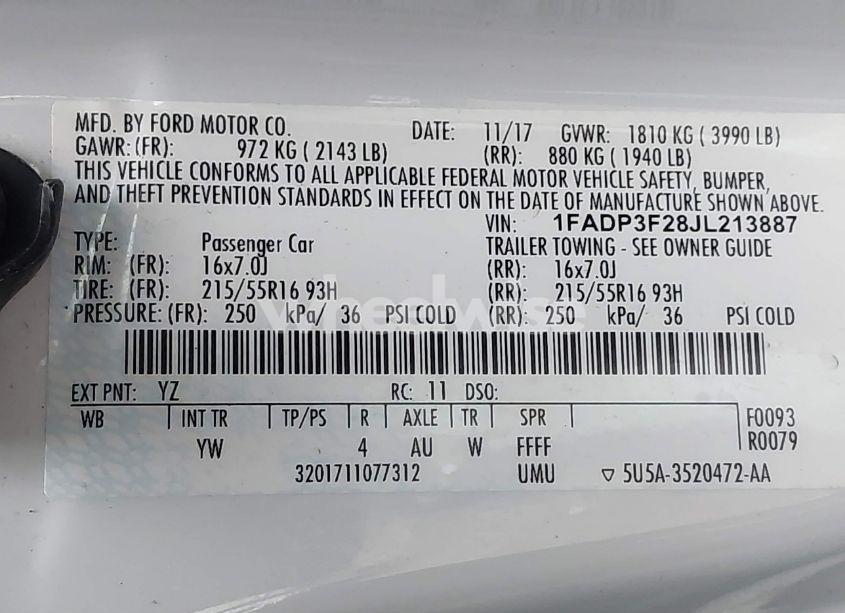 MFD. BY FORD MOTOR CO. DATE: 11/17 GVWR: 1810 KG ( 3990 LB)
GAWR: (FR): 972 KG ( 2143 LB) (RR): 880 KG ( 1940 LB)
THIS VEHICLE CONFORMS TO ALL APPLICABLE FEDERAL MOTOR VEHICLE SAFETY, BUMPER,
AND THEFT PREVENTION STANDARDS IN EFFECT ON THE DATE OF MANUFACTURE SHOWN ABOVE.
VIN: 1FADP3F28JL213887
TYPE: Passenger Car TRAILER TOWING - SEE OWNER GUIDE
RIM: (FR): 16x7.0J (RR): 16x7.0J
TIRE: (FR): 215/55R16 93H (RR): 215/55R16 93H
PRESSURE: (FR): 250 kPa/ 36 PSI COLD (RR): 250 kPa/ 36 PSI COLD
wheelwise
EXT PNT: YZ RC: 11 DSO:
WB INT TR TP/PS R AXLE TR SPR F0093
YW 4 AU W FFFF R0079
3201711077312 UMU ▽ 5U5A-3520472-AA